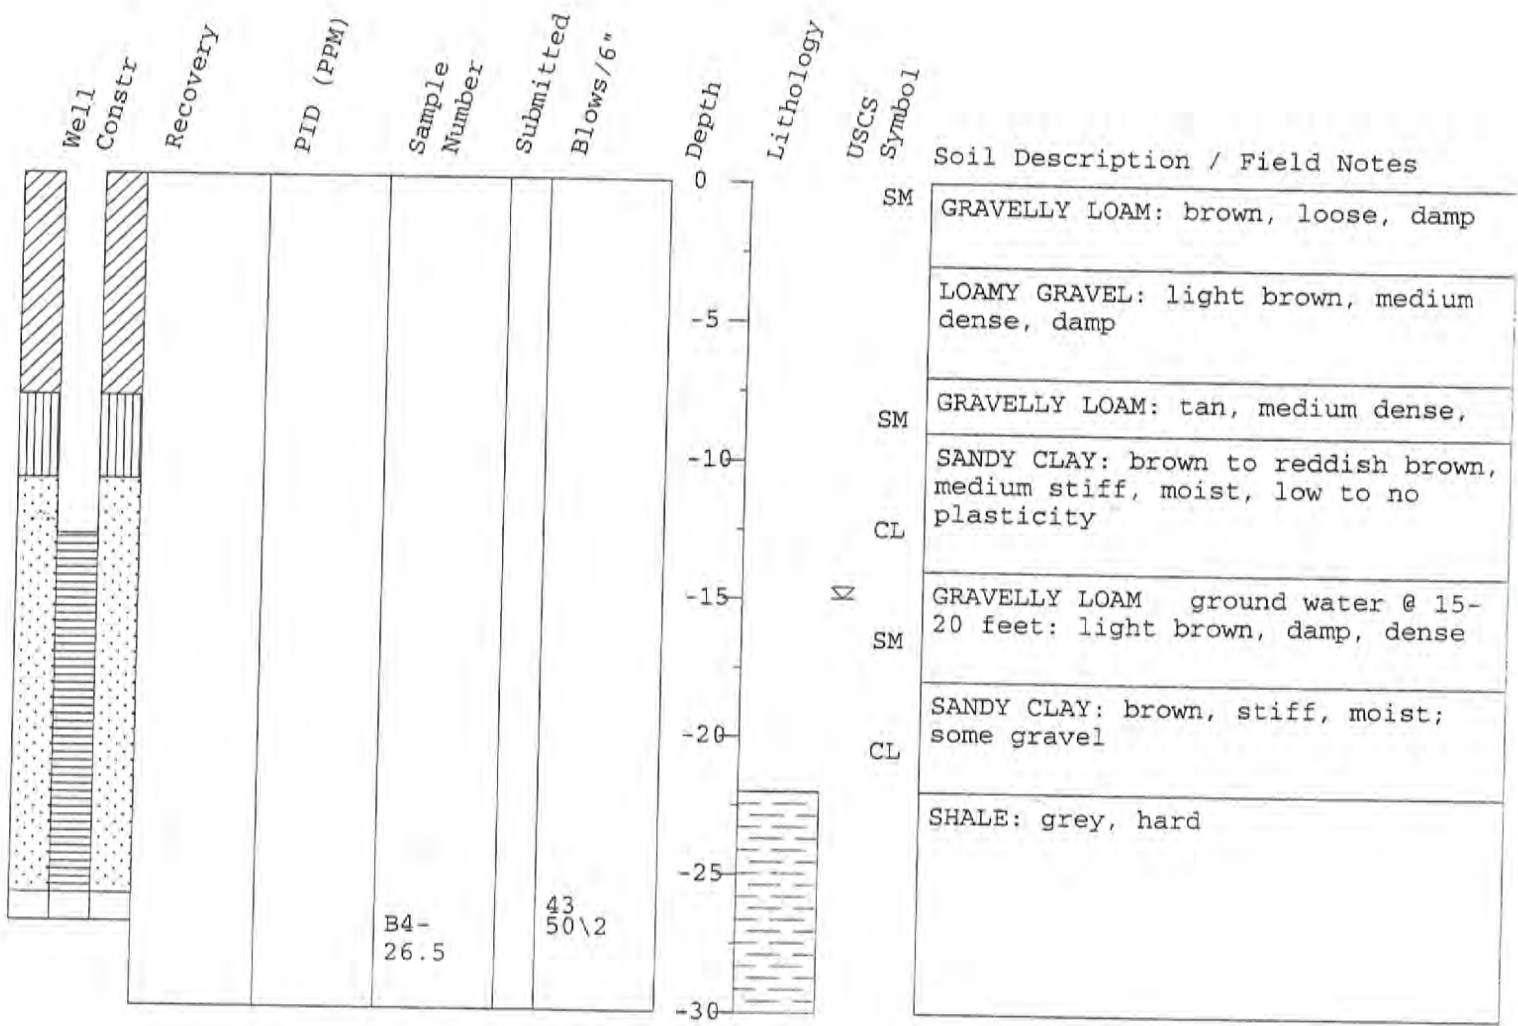 Well
Constr
Recovery
PID (PPM)
Sample
Number
Submitted
Blows/6"
Depth
Lithology
USCS
Symbol
Soil Description / Field Notes
0
SM
GRAVELLY LOAM: brown, loose, damp
LOAMY GRAVEL: light brown, medium
dense, damp
-5
SM
GRAVELLY LOAM: tan, medium dense,
-10
SANDY CLAY: brown to reddish brown,
medium stiff, moist, low to no
plasticity
CL
-15
GRAVELLY LOAM ground water @ 15-
20 feet: light brown, damp, dense
SM
SANDY CLAY: brown, stiff, moist;
some gravel
-20
CL
SHALE: grey, hard
-25
B4-
26.5
43
50\2
-30